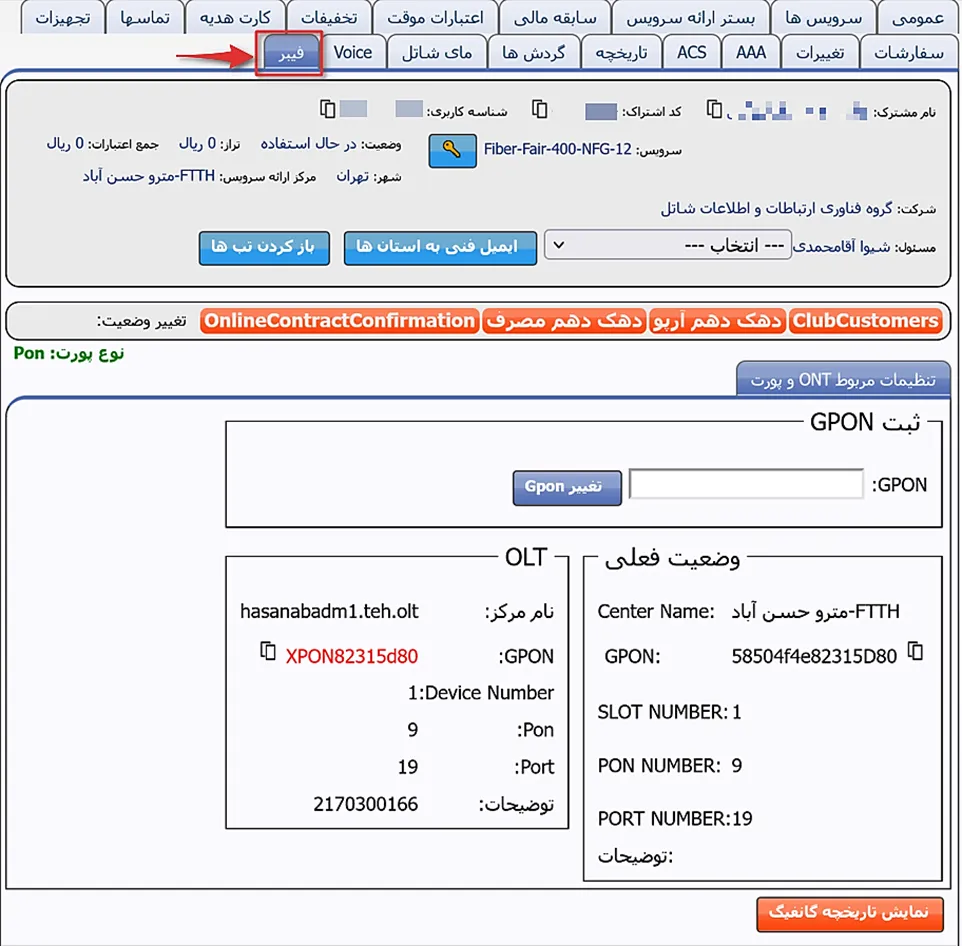 عمومی سرویس ها بستر ارائه سرویس سابقه مالی اعتبارات موقت تخفیفات کارت هدیه تماسها تجهیزات
سفارشات تغییرات AAA ACS تاریخچه گردش ها مای شاتل Voice فیبر
نام مشترک: کد اشتراک: شناسه کاربری:
سرویس: Fiber-Fair-400-NFG-12 وضعیت: در حال استفاده تراز: 0 ریال جمع اعتبارات: 0 ریال
شهر: تهران مرکز ارائه سرویس: FTTH-مترو حسن آباد
شرکت: گروه فناوری ارتباطات و اطلاعات شاتل
مسئول: شیوا آقامحمدی --- انتخاب --- ایمیل فنی به استان ها باز کردن تب ها
ClubCustomers دهک دهم آرپو دهک دهم مصرف OnlineContractConfirmation تغییر وضعیت:
نوع پورت: Pon
تنظیمات مربوط ONT و پورت
ثبت GPON
GPON: تغییر Gpon
وضعیت فعلی
Center Name: FTTH-مترو حسن آباد
GPON: 58504f4e82315D80
SLOT NUMBER: 1
PON NUMBER: 9
PORT NUMBER:19
توضیحات:
OLT
نام مرکز: hasanabadm1.teh.olt
GPON: XPON82315d80
1:Device Number
Pon: 9
Port: 19
توضیحات: 2170300166
نمایش تاریخچه گانفیگ